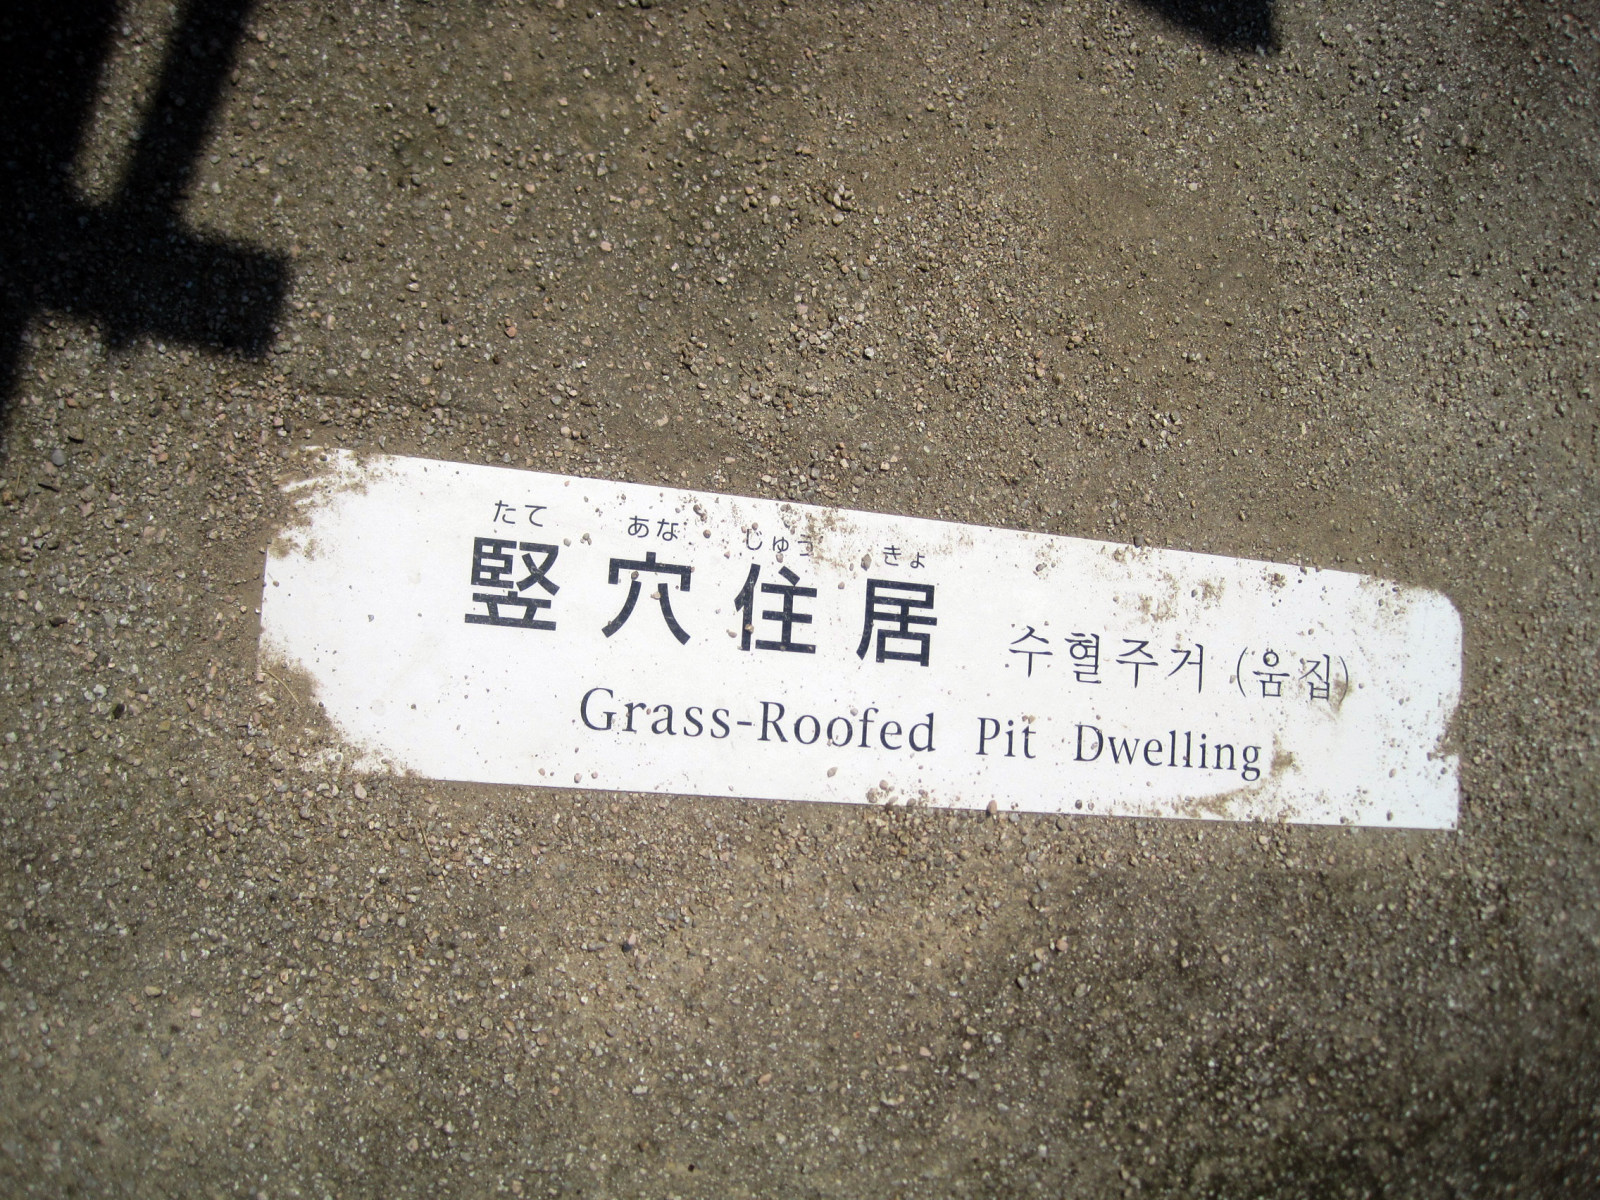 たて あな じゅう きょ
竪穴住居 수혈주거 (움집)
Grass-Roofed Pit Dwelling